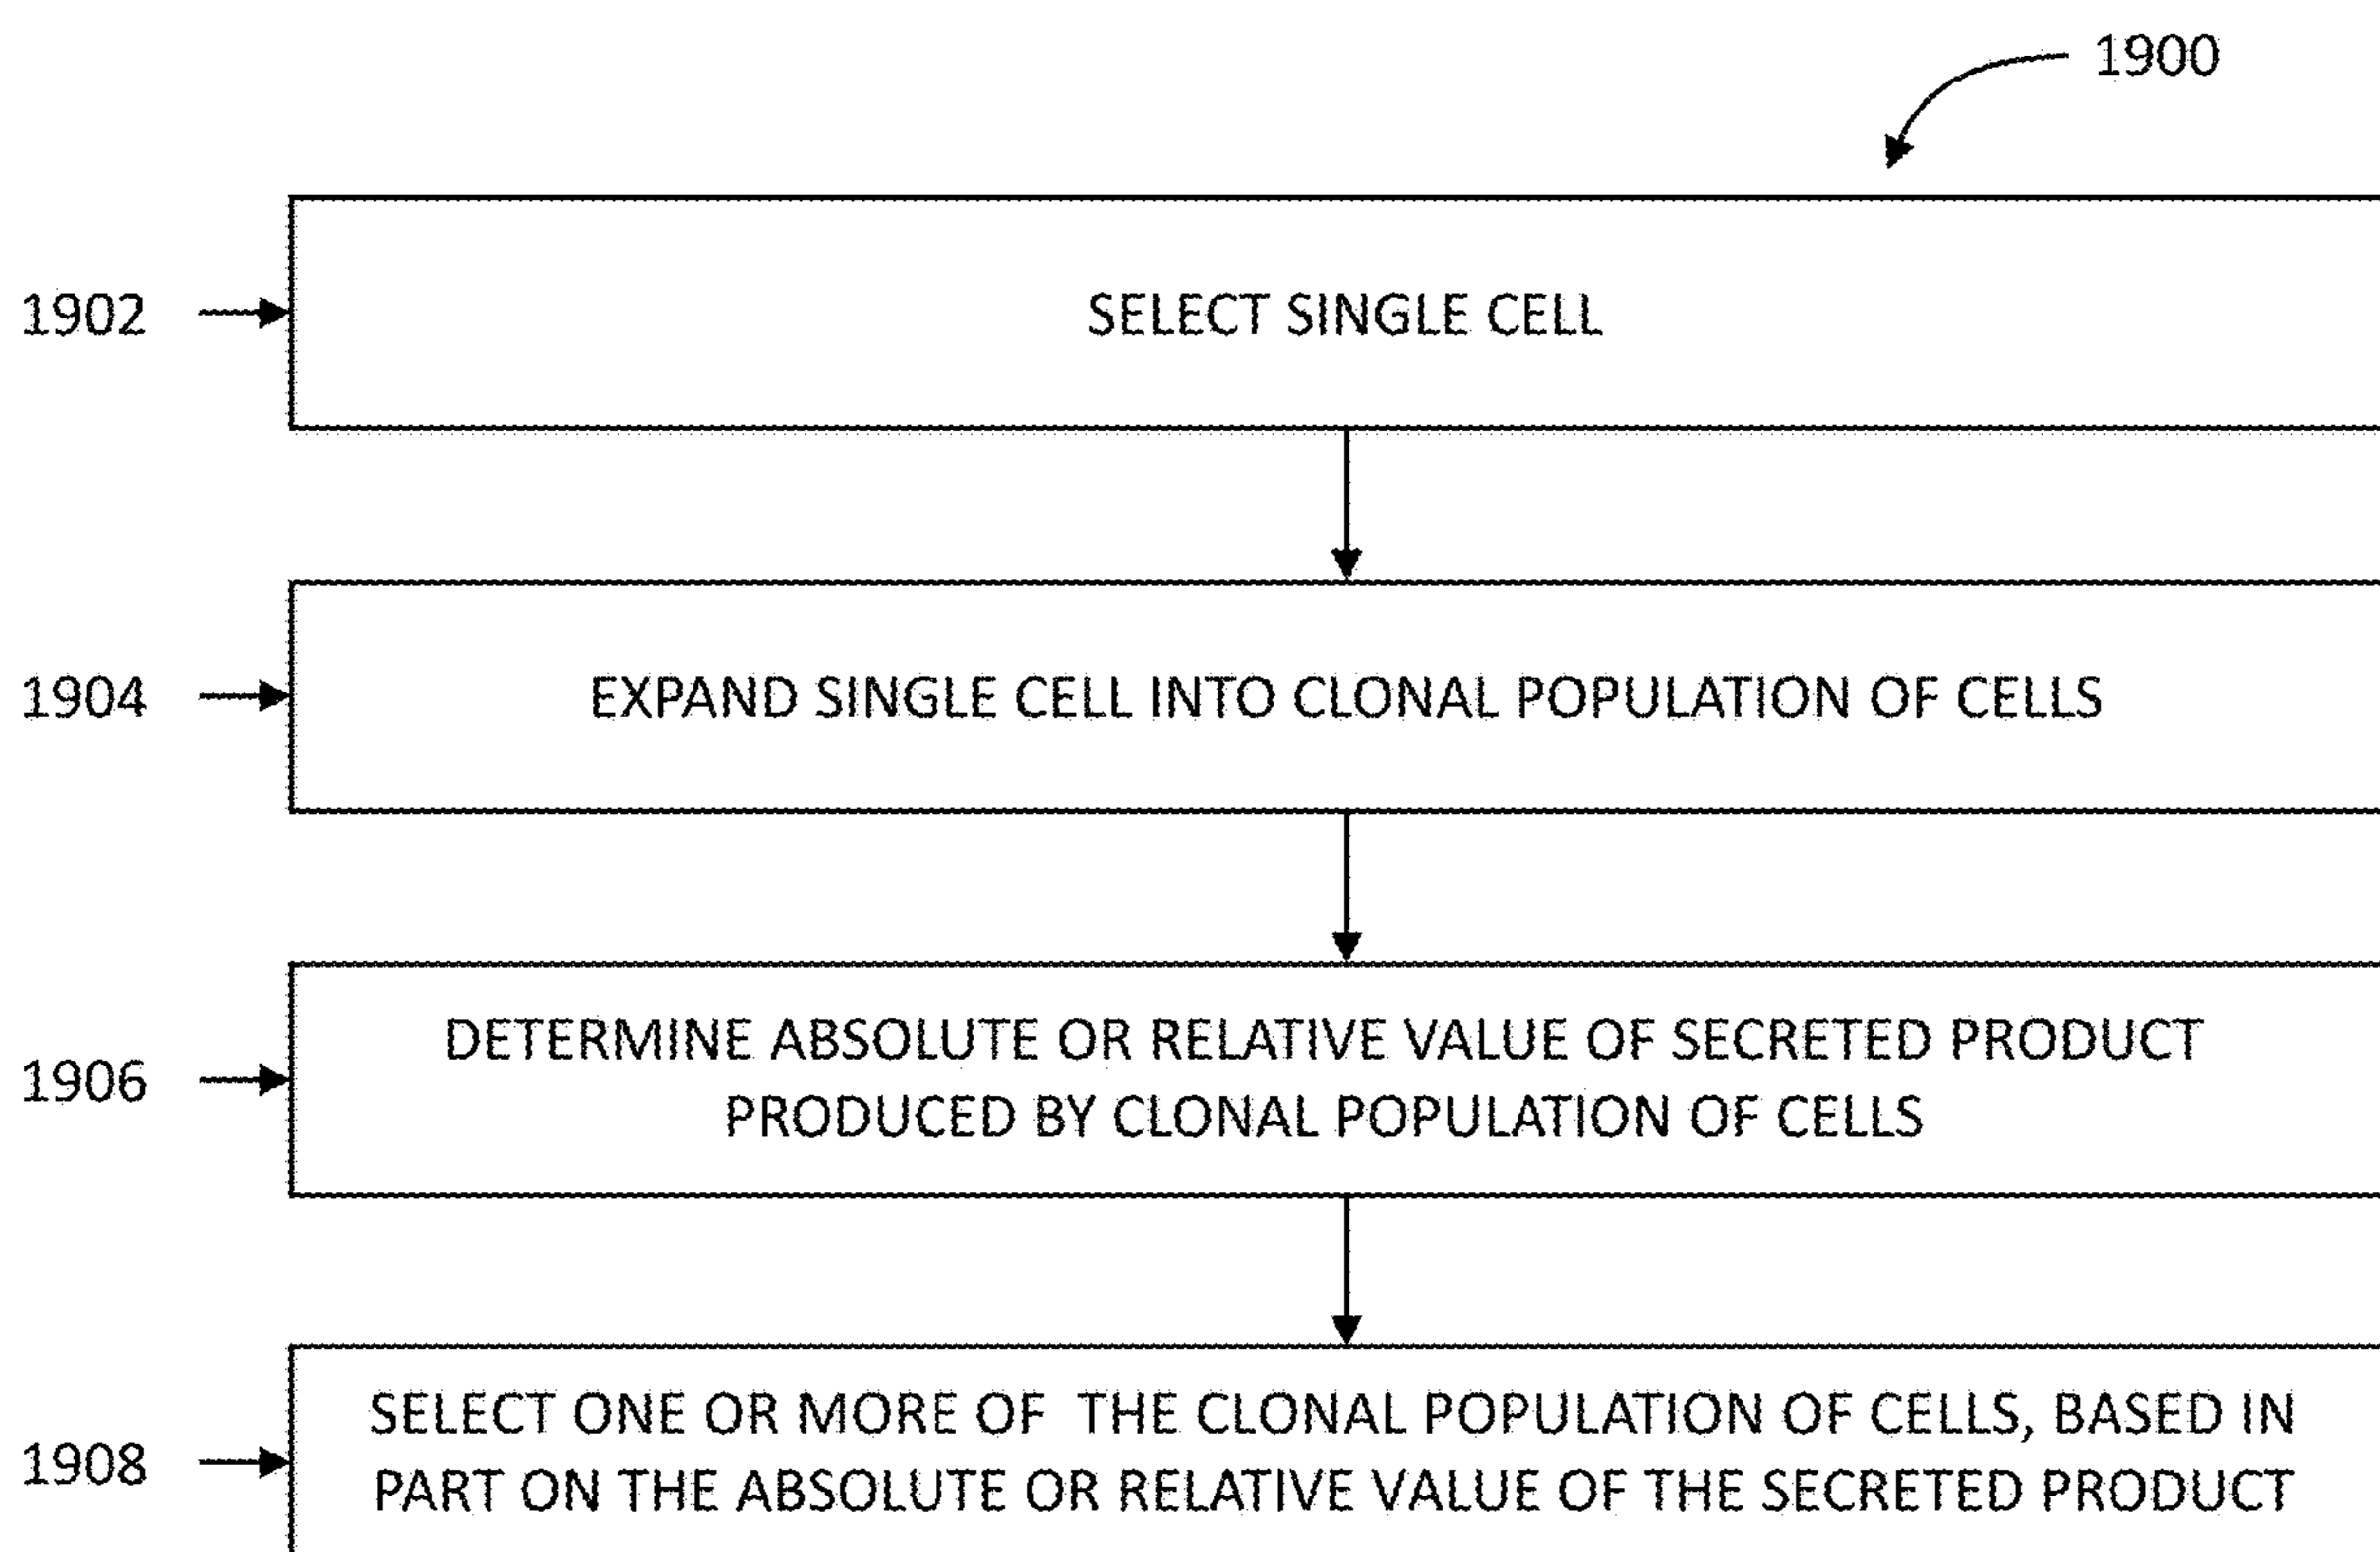 1900
1902
SELECT SINGLE CELL
1904
EXPAND SINGLE CELL INTO CLONAL POPULATION OF CELLS
1906
DETERMINE ABSOLUTE OR RELATIVE VALUE OF SECRETED PRODUCT
PRODUCED BY CLONAL POPULATION OF CELLS
1908
SELECT ONE OR MORE OF THE CLONAL POPULATION OF CELLS, BASED IN
PART ON THE ABSOLUTE OR RELATIVE VALUE OF THE SECRETED PRODUCT